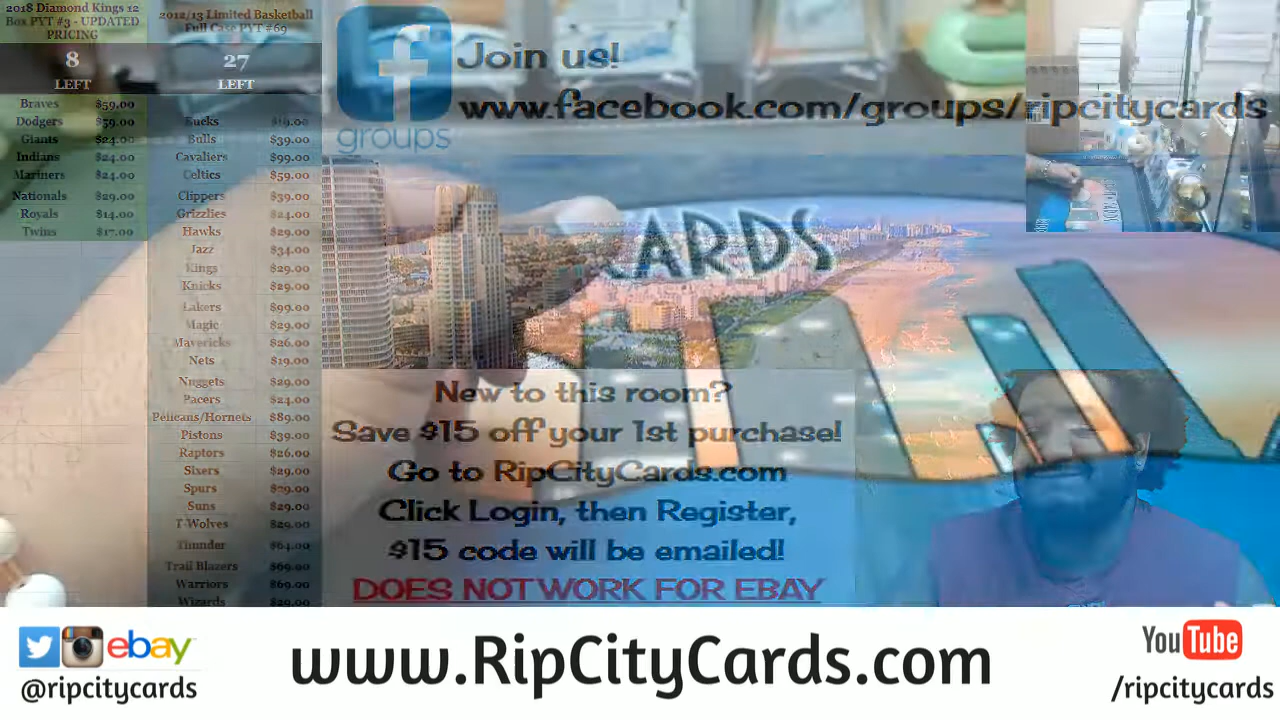 2018 Diamond Kings 12
Box PYT #3 - UPDATED
PRICING
8
LEFT
Braves $59.00
Dodgers $39.00
Giants $24.00
Indians $24.00
Mariners $24.00
Nationals $29.00
Royals $14.00
Twins $17.00
2012/13 Limited Basketball
Full Case PYT #69
27
LEFT
Bucks $19.00
Bulls $39.00
Cavaliers $99.00
Celtics $59.00
Clippers $39.00
Grizzlies $24.00
Hawks $29.00
Jazz $34.00
Kings $29.00
Knicks $29.00
Lakers $99.00
Magic $29.00
Mavericks $26.00
Nets $19.00
Nuggets $29.00
Pacers $24.00
Pelicans/Hornets $89.00
Pistons $39.00
Raptors $26.00
Sixers $29.00
Spurs $29.00
Suns $29.00
T-Wolves $29.00
Thunder $64.00
Trail Blazers $69.00
Warriors $69.00
Wizards $29.00
f
groups
Join us!
www.facebook.com/groups/ripcitycards
CARDS
New to this room?
Save $15 off your 1st purchase!
Go to RipCityCards.com
Click Login, then Register,
$15 code will be emailed!
DOES NOT WORK FOR EBAY
ebay
@ripcitycards
www.RipCityCards.com
YouTube
/ripcitycards